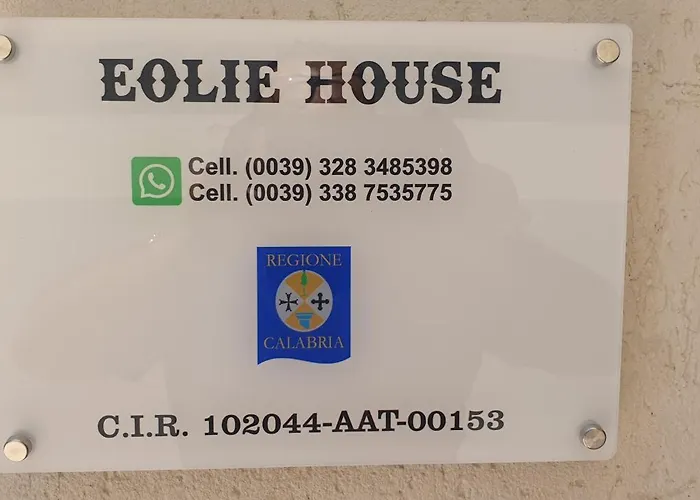 EOLIE HOUSE
Cell. (0039) 328 3485398
Cell. (0039) 338 7535775
REGIONE
CALABRIA
C.I.R. 102044-AAT-00153